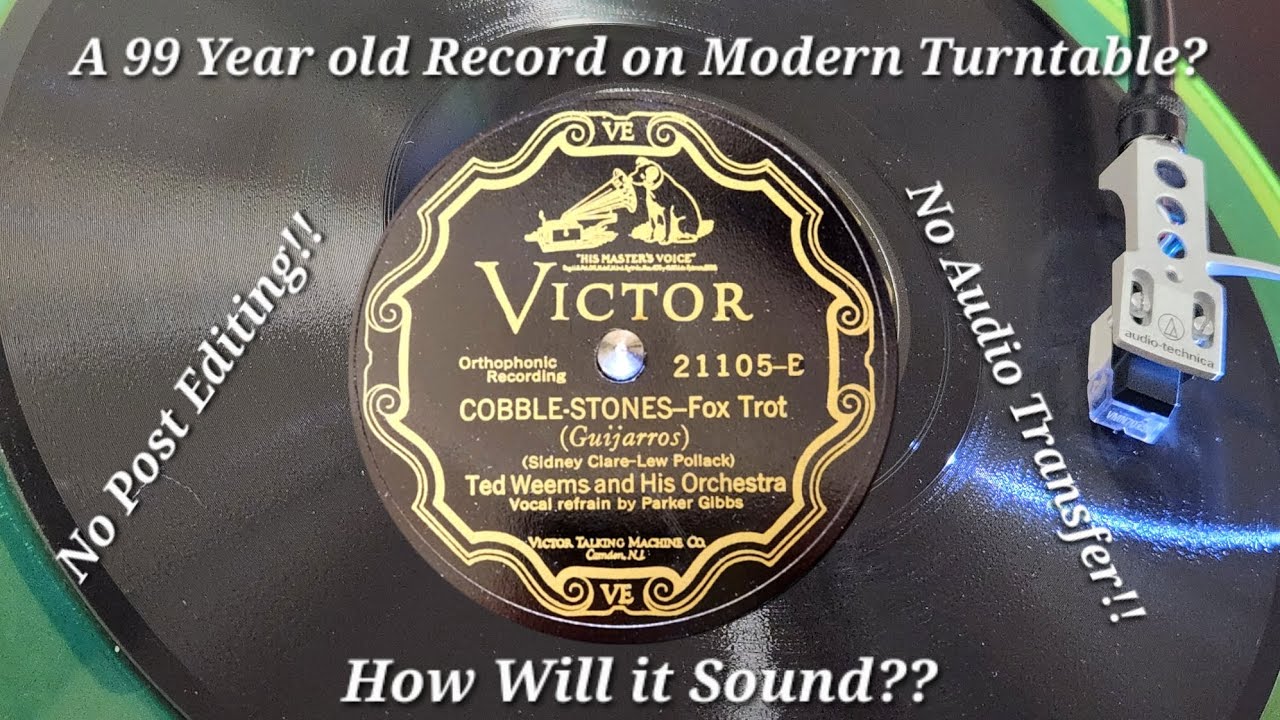 A 99 Year old Record on Modern Turntable?
No Post Editing!!
No Audio Transfer!!
VE
"HIS MASTER'S VOICE"
VICTOR
Orthophonic
Recording
21105-E
COBBLE-STONES–Fox Trot
(Guijarros)
(Sidney Clare-Lew Pollack)
Ted Weems and His Orchestra
Vocal refrain by Parker Gibbs
VICTOR TALKING MACHINE CO.
Camden, N.J.
VE
audio-technica
How Will it Sound??